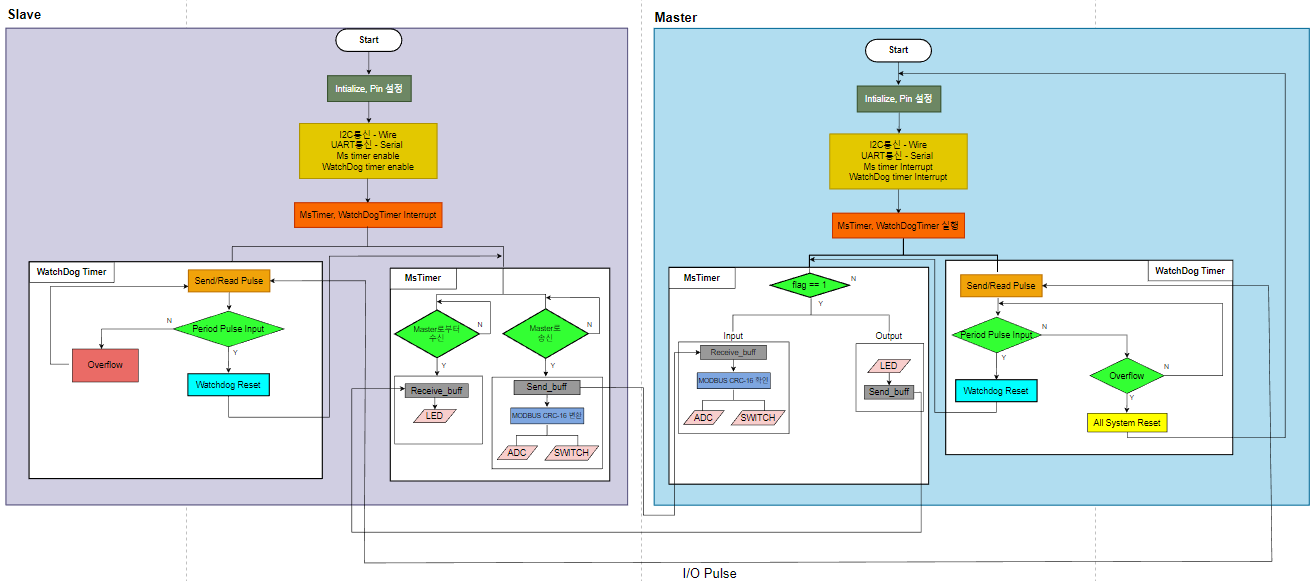 Slave
Start
Intialize, Pin 설정
I2C통신 - Wire
UART통신 - Serial
Ms timer enable
WatchDog timer enable
MsTimer, WatchDogTimer Interrupt
WatchDog Timer
Send/Read Pulse
Period Pulse Input
N
Y
Overflow
Watchdog Reset
MsTimer
Master로부터
수신
N
Y
Master로
송신
N
Y
Receive_buff
LED
Send_buff
MODBUS CRC-16 변환
ADC
SWITCH
Master
Start
Intialize, Pin 설정
I2C통신 - Wire
UART통신 - Serial
Ms timer Interrupt
WatchDog timer Interrupt
MsTimer, WatchDogTimer 실행
MsTimer
flag == 1
N
Y
Input
Receive_buff
MODBUS CRC-16 확인
ADC
SWITCH
Output
LED
Send_buff
WatchDog Timer
Send/Read Pulse
Period Pulse Input
N
Y
Watchdog Reset
Overflow
N
Y
All System Reset
I/O Pulse